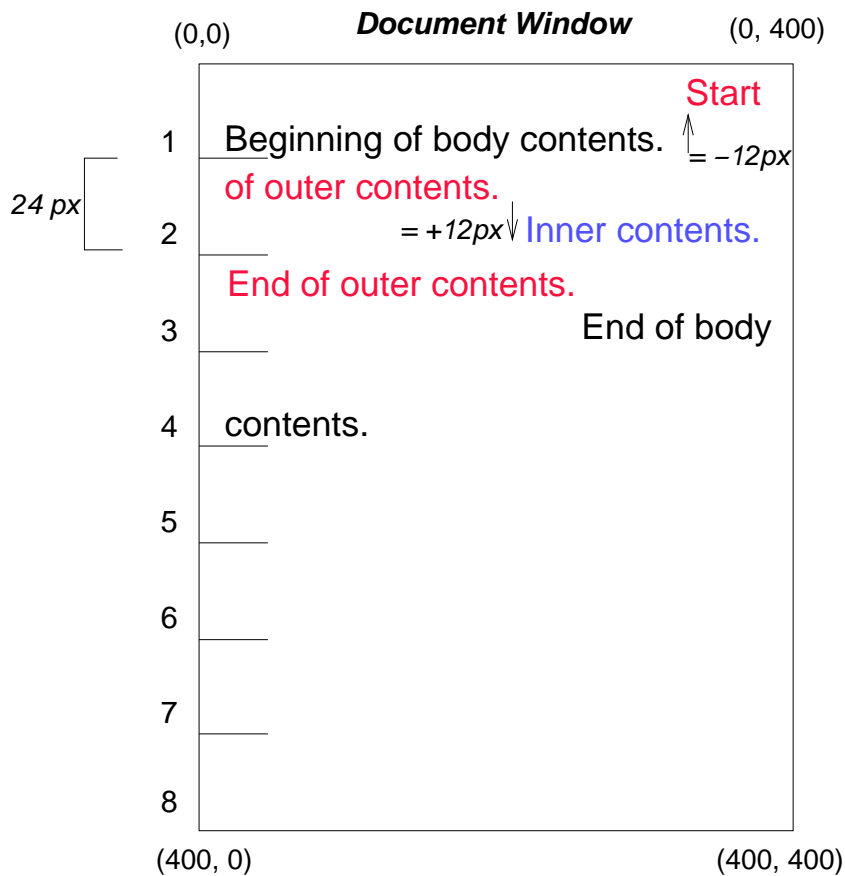 Document Window
(0,0) (0, 400)
Start
1 Beginning of body contents. = –12px
of outer contents.
24 px
2 = +12px Inner contents.
End of outer contents.
3 End of body
4 contents.
5
6
7
8
(400, 0) (400, 400)